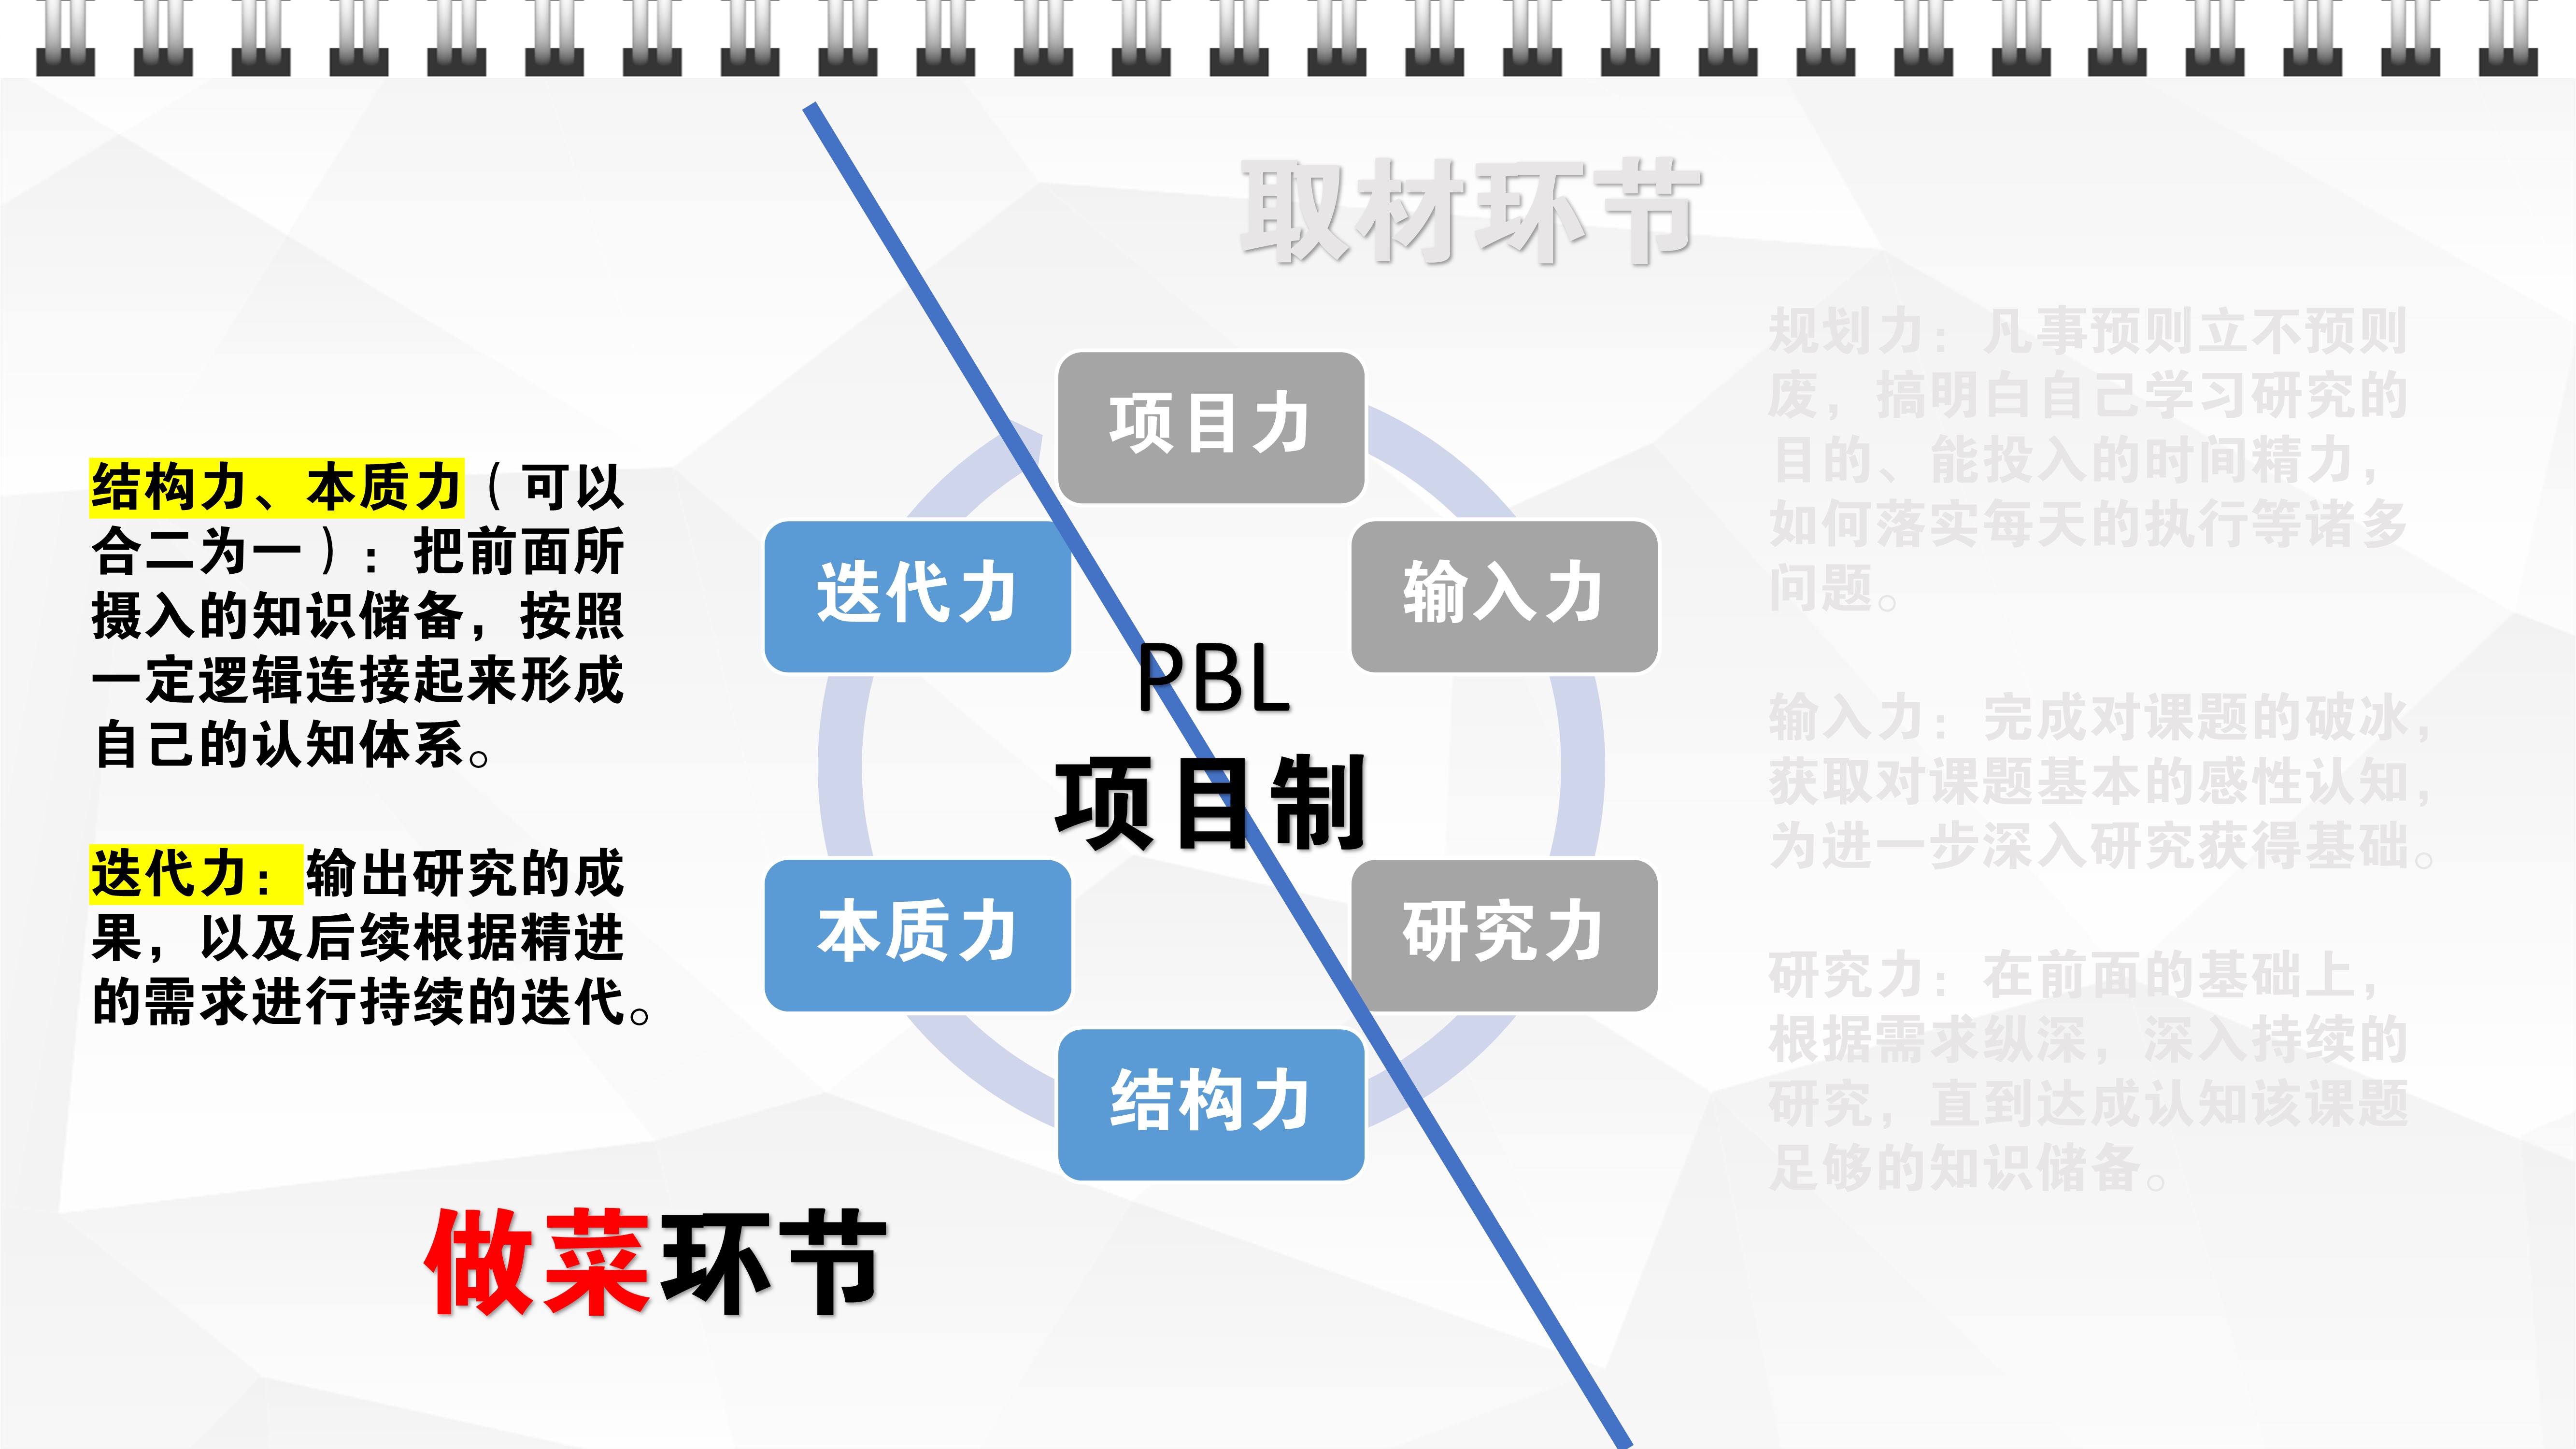 取材环节
规划力：凡事预则立不预则
废，搞明白自己学习研究的
目的、能投入的时间精力，
如何落实每天的执行等诸多
问题。
输入力：完成对课题的破冰，
获取对课题基本的感性认知，
为进一步深入研究获得基础。
研究力：在前面的基础上，
根据需求纵深，深入持续的
研究，直到达成认知该课题
足够的知识储备。
项目力
输入力
研究力
结构力
本质力
迭代力
PBL
项目制
结构力、本质力（可以
合二为一）：把前面所
摄入的知识储备，按照
一定逻辑连接起来形成
自己的认知体系。
迭代力：输出研究的成
果，以及后续根据精进
的需求进行持续的迭代。
做菜环节